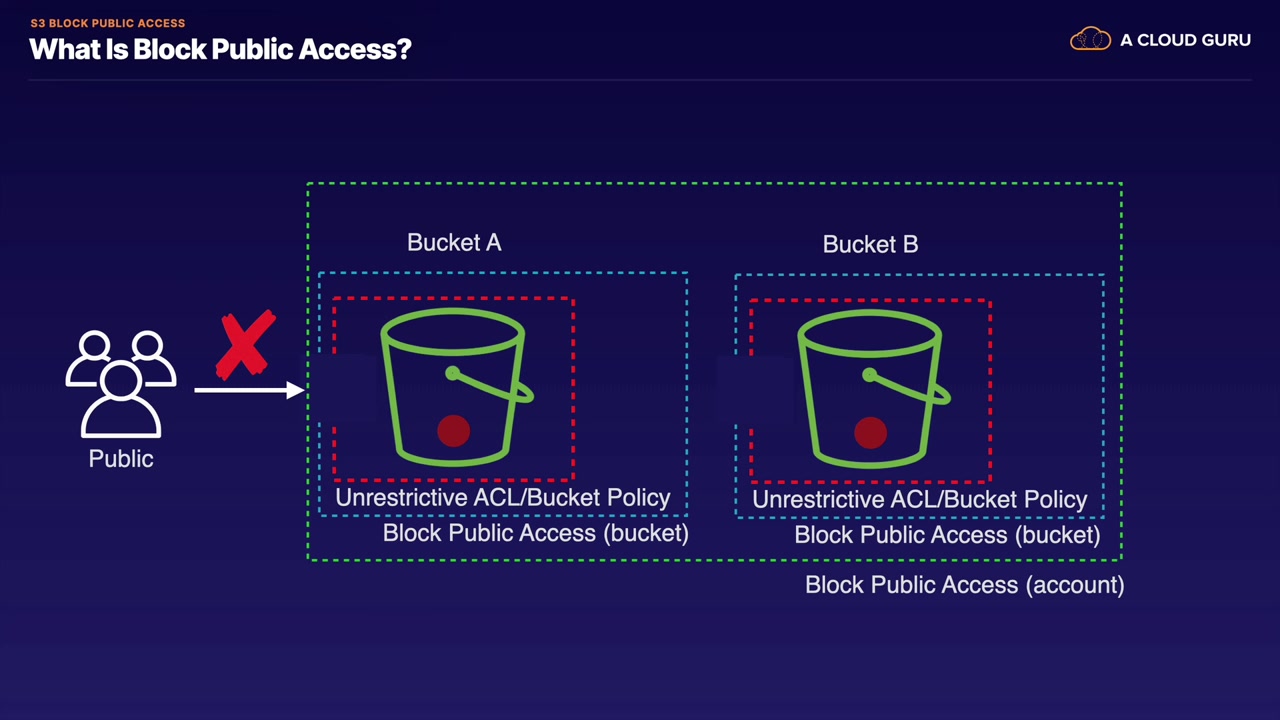 S3 BLOCK PUBLIC ACCESS
What Is Block Public Access?
A CLOUD GURU
Bucket A
Bucket B
Public
Unrestrictive ACL/Bucket Policy
Unrestrictive ACL/Bucket Policy
Block Public Access (bucket)
Block Public Access (bucket)
Block Public Access (account)